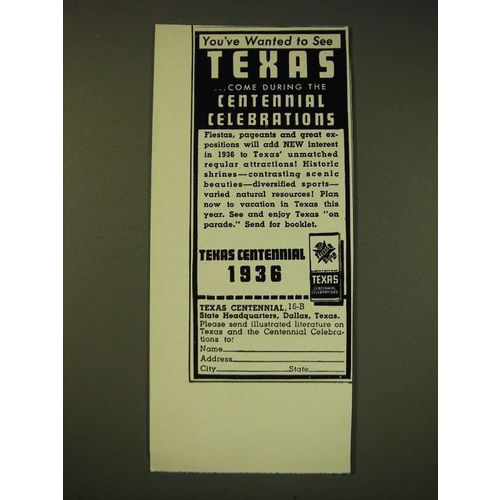 You've Wanted to See
TEXAS
...COME DURING THE
CENTENNIAL
CELEBRATIONS
Fiestas, pageants and great ex-
positions will add NEW interest
in 1936 to Texas' unmatched
regular attractions! Historic
shrines—contrasting scenic
beauties—diversified sports—
varied natural resources! Plan
now to vacation in Texas this
year. See and enjoy Texas "on
parade." Send for booklet.
TEXAS CENTENNIAL
1936
TEXAS
CENTENNIAL
CELEBRATIONS
TEXAS CENTENNIAL, 16-B
State Headquarters, Dallas, Texas.
Please send illustrated literature on
Texas and the Centennial Celebra-
tions to:
Name
Address
City State